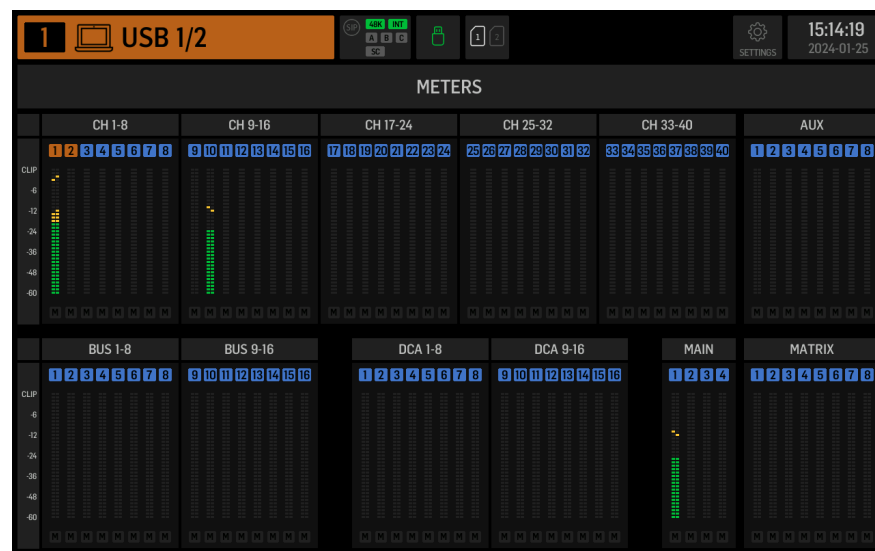 1 USB 1/2
SIP 48K INT
A B C
SC
1 2
SETTINGS
15:14:19
2024-01-25
METERS
CH 1-8 CH 9-16 CH 17-24 CH 25-32 CH 33-40 AUX
1 2 3 4 5 6 7 8 9 10 11 12 13 14 15 16 17 18 19 20 21 22 23 24 25 26 27 28 29 30 31 32 33 34 35 36 37 38 39 40 1 2 3 4 5 6 7 8
CLIP
-6
-12
-24
-36
-48
-60
M M M M M M M M M M M M M M M M M M M M M M M M M M M M M M M M M M M M M M M M M M M M M M M M
BUS 1-8 BUS 9-16 DCA 1-8 DCA 9-16 MAIN MATRIX
1 2 3 4 5 6 7 8 9 10 11 12 13 14 15 16 1 2 3 4 5 6 7 8 9 10 11 12 13 14 15 16 1 2 3 4 1 2 3 4 5 6 7 8
CLIP
-6
-12
-24
-36
-48
-60
M M M M M M M M M M M M M M M M M M M M M M M M M M M M M M M M M M M M M M M M M M M M